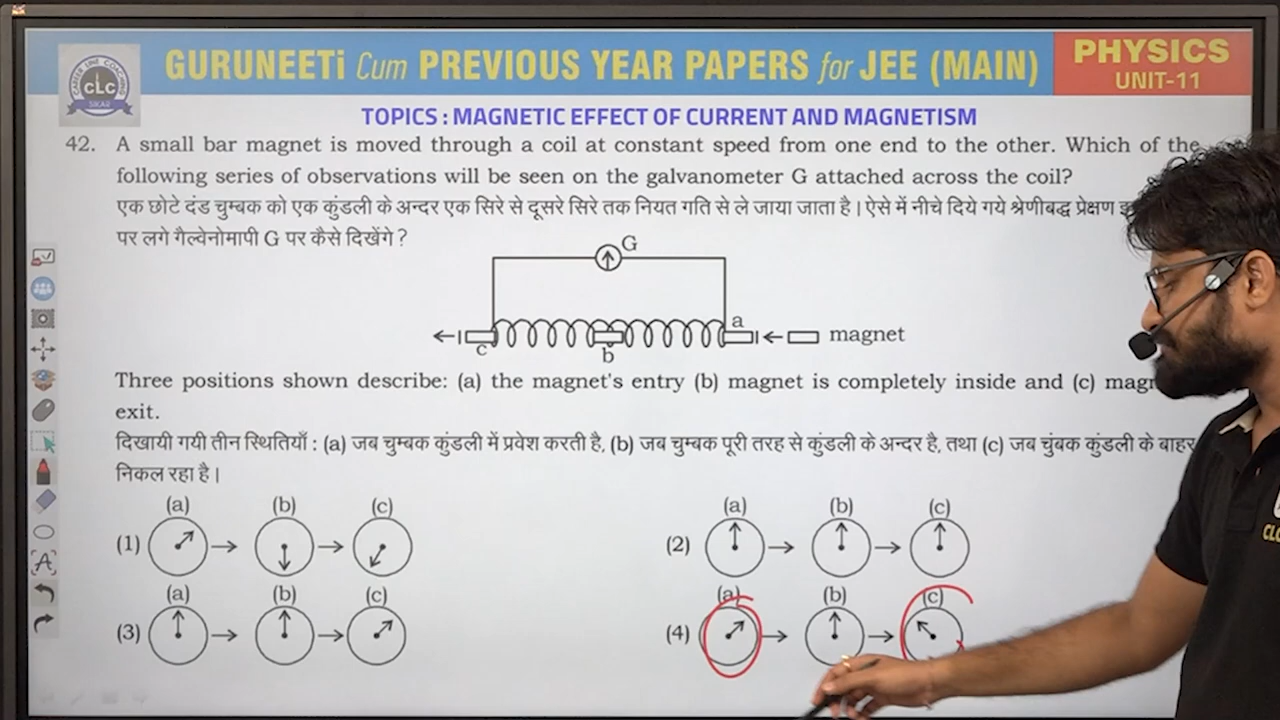 GURUNEETi Cum PREVIOUS YEAR PAPERS for JEE (MAIN)
PHYSICS
UNIT-11
CAREER LINE COACHING
CLC
SIKAR
TOPICS : MAGNETIC EFFECT OF CURRENT AND MAGNETISM
42. A small bar magnet is moved through a coil at constant speed from one end to the other. Which of the
following series of observations will be seen on the galvanometer G attached across the coil?
एक छोटे दंड चुम्बक को एक कुंडली के अन्दर एक सिरे से दूसरे सिरे तक नियत गति से ले जाया जाता है। ऐसे में नीचे दिये गये श्रेणीबद्ध प्रेक्षण
पर लगे गैल्वेनोमापी G पर कैसे दिखेंगे ?
G
a
magnet
c
b
Three positions shown describe: (a) the magnet's entry (b) magnet is completely inside and (c)
exit.
दिखायी गयी तीन स्थितियाँ : (a) जब चुम्बक कुंडली में प्रवेश करती है, (b) जब चुम्बक पूरी तरह से कुंडली के अन्दर है, तथा (c) जब चुंबक कुंडली के बाहर
निकल रहा है।
(a) (b) (c)
(1)
(a) (b) (c)
(2)
(a) (b) (c)
(3)
(a) (b) (c)
(4)